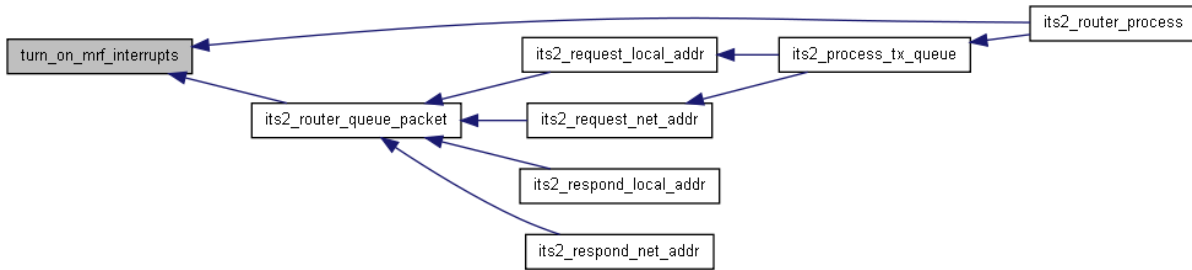 its2_router_process
turn_on_mrf_interrupts
its2_request_local_addr
its2_process_tx_queue
its2_router_queue_packet
its2_request_net_addr
its2_respond_local_addr
its2_respond_net_addr